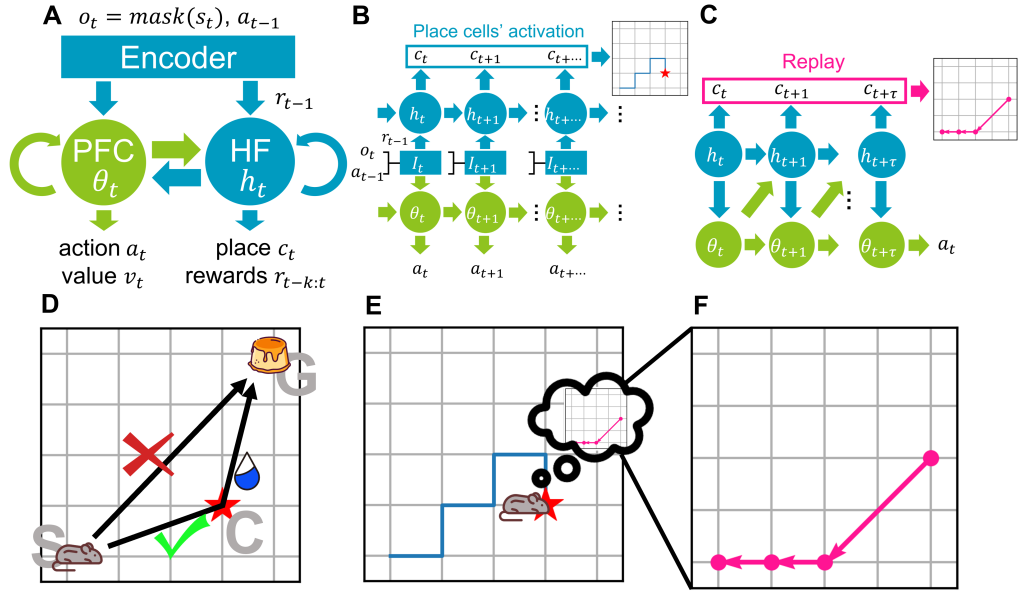 A
o_t = mask(s_t), a_{t−1}
Encoder
r_{t−1}
PFC
θ_t
HF
h_t
action a_t
value v_t
place c_t
rewards r_{t−k:t}
B
Place cells' activation
c_t c_{t+1} c_{t+...}
h_t h_{t+1} ⋮ h_{t+...} ⋮
r_{t−1}
o_t
a_{t−1}
I_t I_{t+1} I_{t+...}
θ_t θ_{t+1} ⋮ θ_{t+...} ⋮
a_t a_{t+1} a_{t+...}
C
Replay
c_t c_{t+1} c_{t+τ}
h_t h_{t+1} h_{t+τ}
⋮
θ_t θ_{t+1} θ_{t+τ} a_t
D
G
S
C
E
F